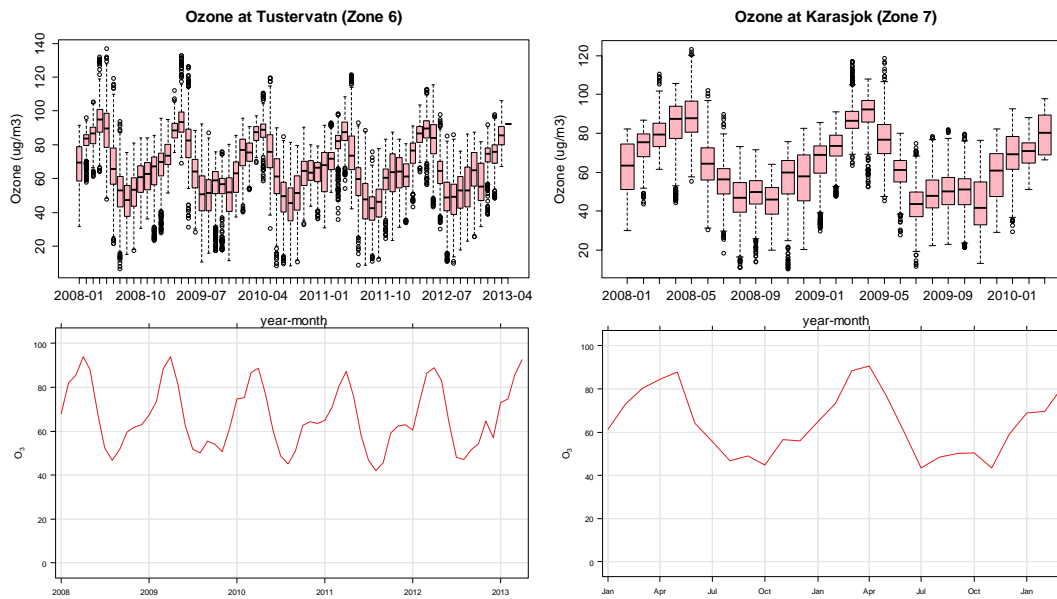 Ozone at Tustervatn (Zone 6)
Ozone (ug/m3)
140
120
100
80
60
40
20
2008-01 2008-10 2009-07 2010-04 2011-01 2011-10 2012-07 2013-04
year-month
Ozone at Karasjok (Zone 7)
Ozone (ug/m3)
120
100
80
60
40
20
2008-01 2008-05 2008-09 2009-01 2009-05 2009-09 2010-01
year-month
O3
100
80
60
40
20
0
2008 2009 2010 2011 2012 2013
O3
100
80
60
40
20
0
Jan Apr Jul Oct Jan Apr Jul Oct Jan